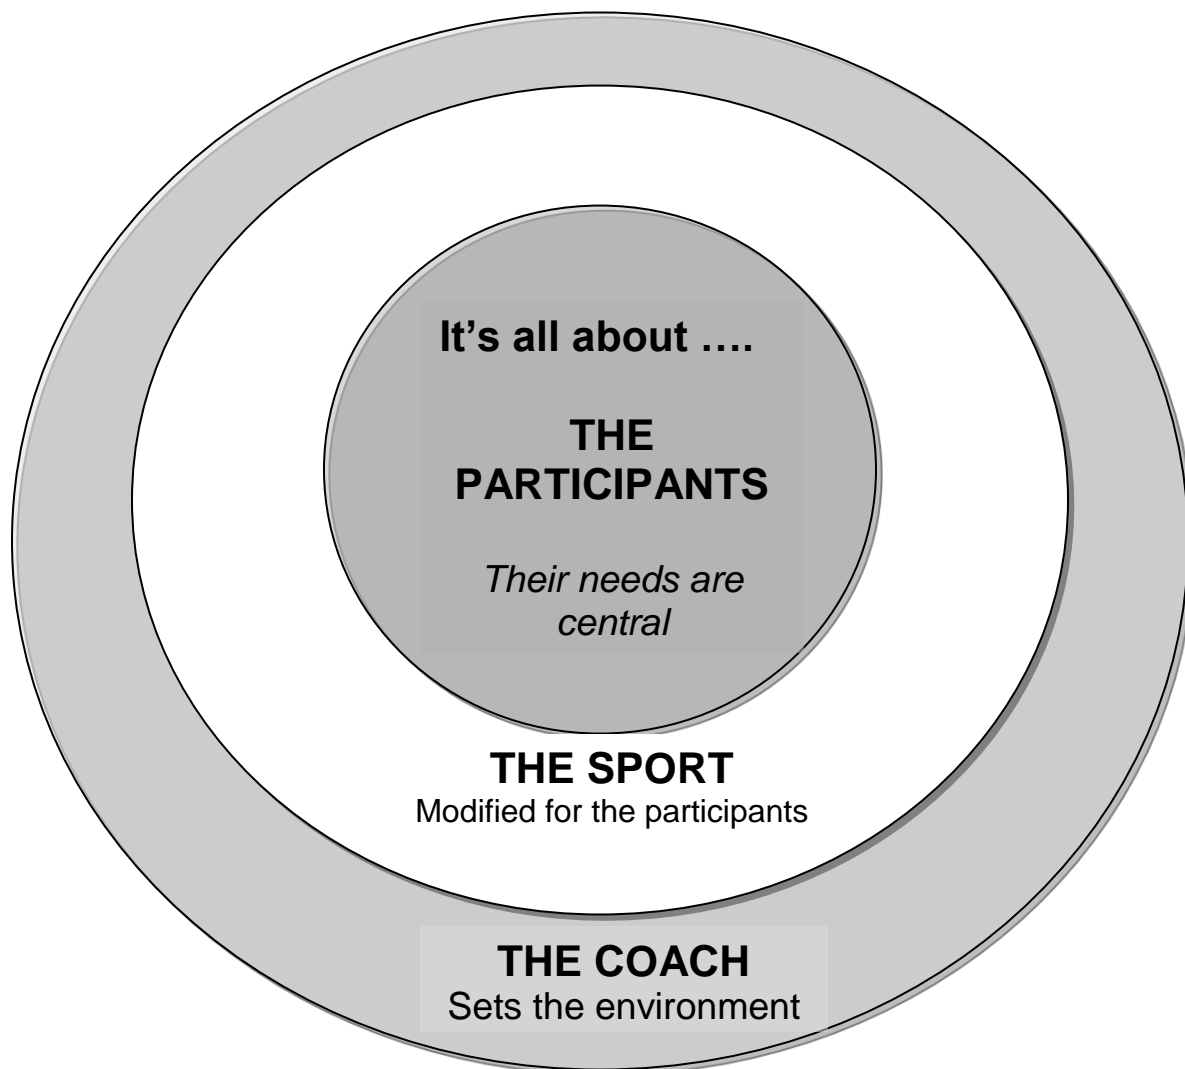 It’s all about ….
THE
PARTICIPANTS
Their needs are
central
THE SPORT
Modified for the participants
THE COACH
Sets the environment